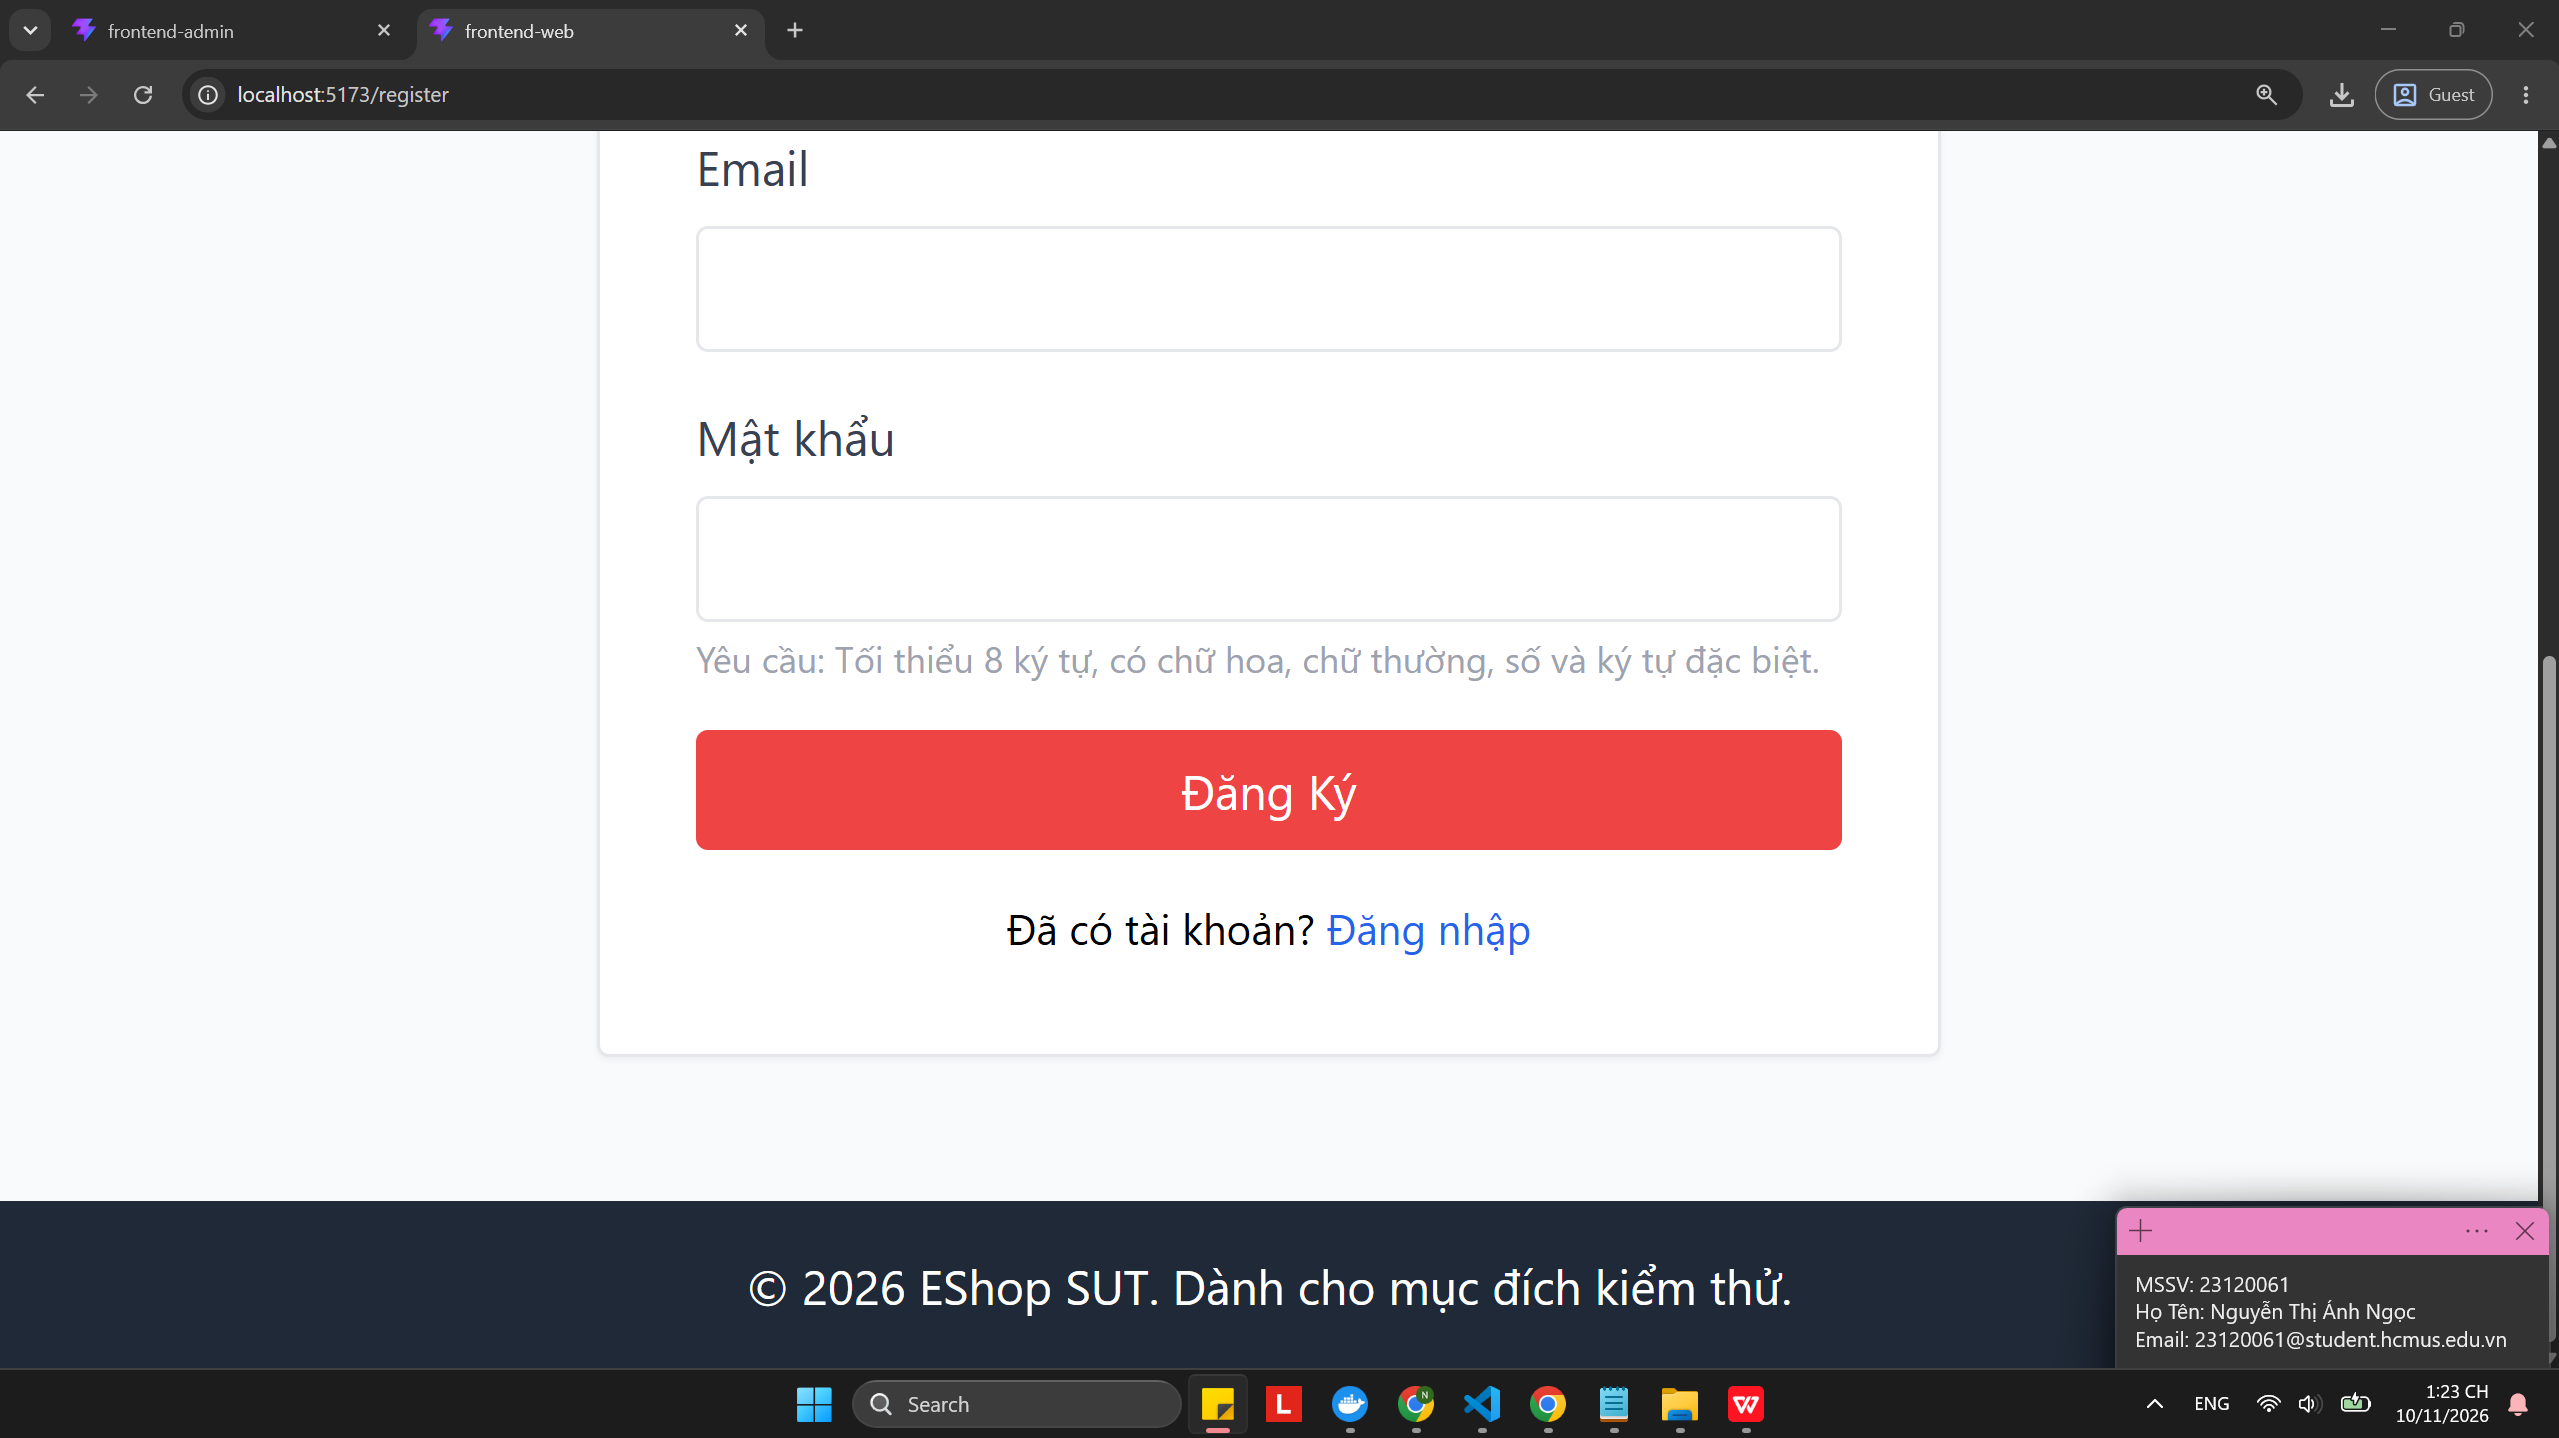 frontend-admin
frontend-web
localhost:5173/register
Guest
Email
Mật khẩu
Yêu cầu: Tối thiểu 8 ký tự, có chữ hoa, chữ thường, số và ký tự đặc biệt.
Đăng Ký
Đã có tài khoản? Đăng nhập
© 2026 EShop SUT. Dành cho mục đích kiểm thử.
MSSV: 23120061
Họ Tên: Nguyễn Thị Ánh Ngọc
Email: 23120061@student.hcmus.edu.vn
Search
L
N
W
ENG
1:23 CH
10/11/2026